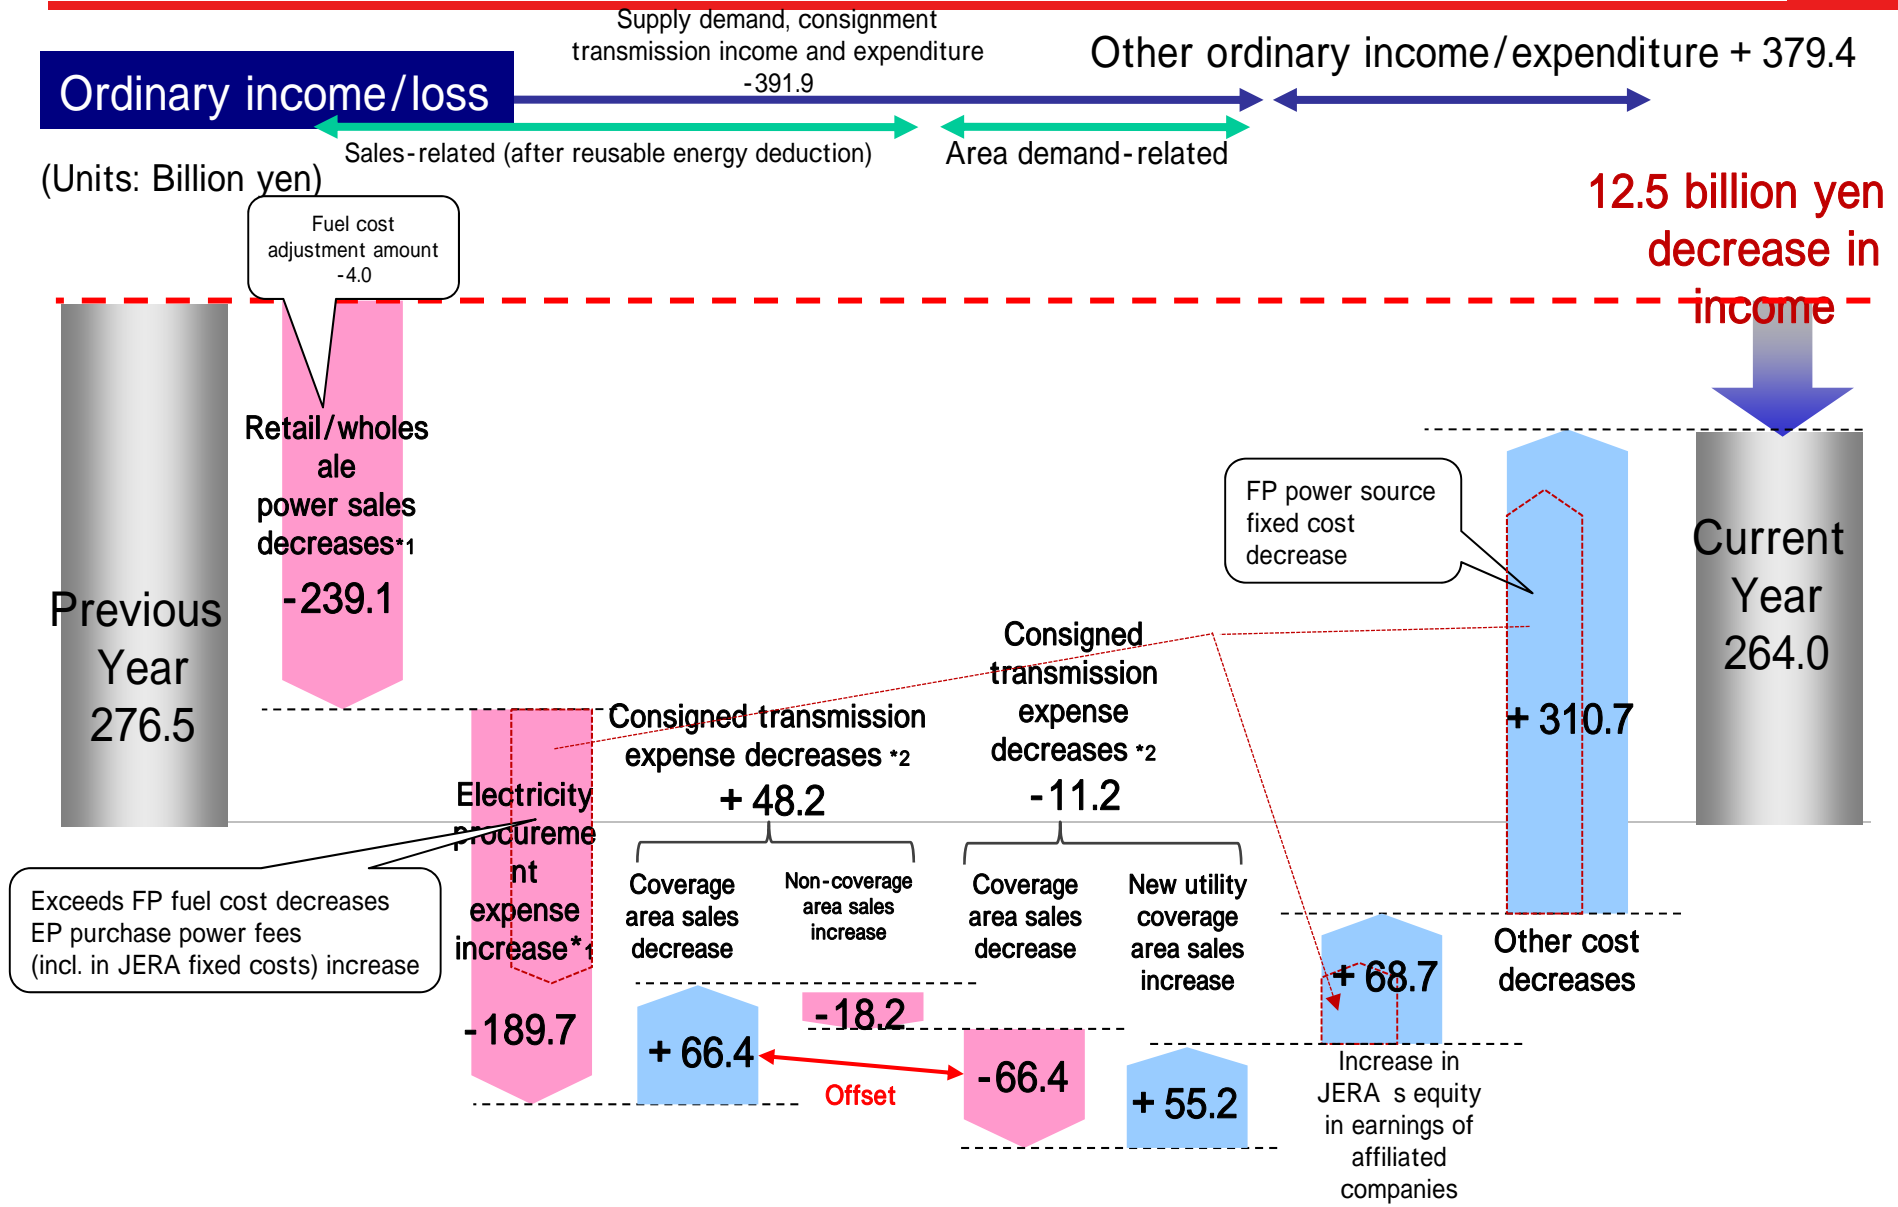 Supply demand, consignment
transmission income and expenditure
-391.9
Other ordinary income/expenditure + 379.4
Ordinary income/loss
Sales-related (after reusable energy deduction)
Area demand-related
(Units: Billion yen)
12.5 billion yen
decrease in
income
Fuel cost
adjustment amount
-4.0
Retail/wholes
ale
power sales
decreases*1
-239.1
Previous
Year
276.5
FP power source
fixed cost
decrease
Current
Year
264.0
Consigned
transmission
expense
decreases *2
-11.2
Consigned transmission
expense decreases *2
+ 48.2
+ 310.7
Electricity
procureme
nt
expense
increase*1
-189.7
Exceeds FP fuel cost decreases
EP purchase power fees
(incl. in JERA fixed costs) increase
Coverage
area sales
decrease
Non-coverage
area sales
increase
Coverage
area sales
decrease
New utility
coverage
area sales
increase
Other cost
decreases
+ 68.7
-18.2
+ 66.4
Offset
-66.4
+ 55.2
Increase in
JERA s equity
in earnings of
affiliated
companies